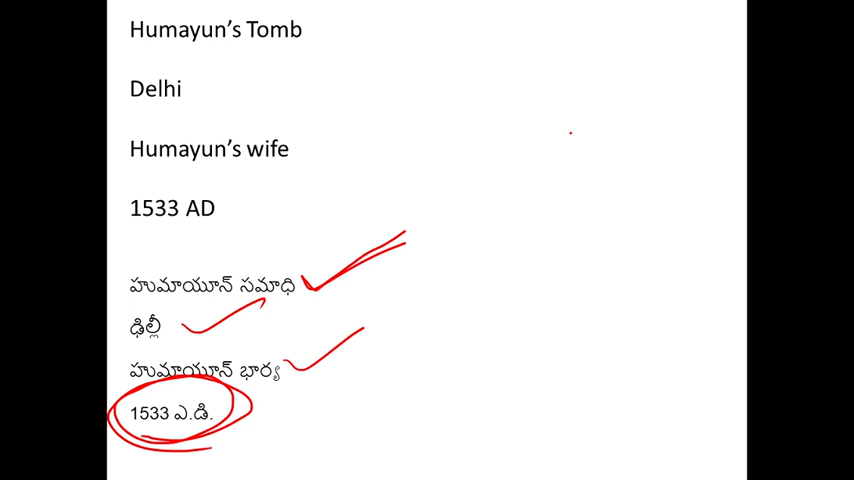 Humayun’s Tomb
Delhi
Humayun’s wife
1533 AD
హుమాయూన్ సమాధి
ఢిల్లీ
హుమాయూన్ భార్య
1533 ఎ.డి.